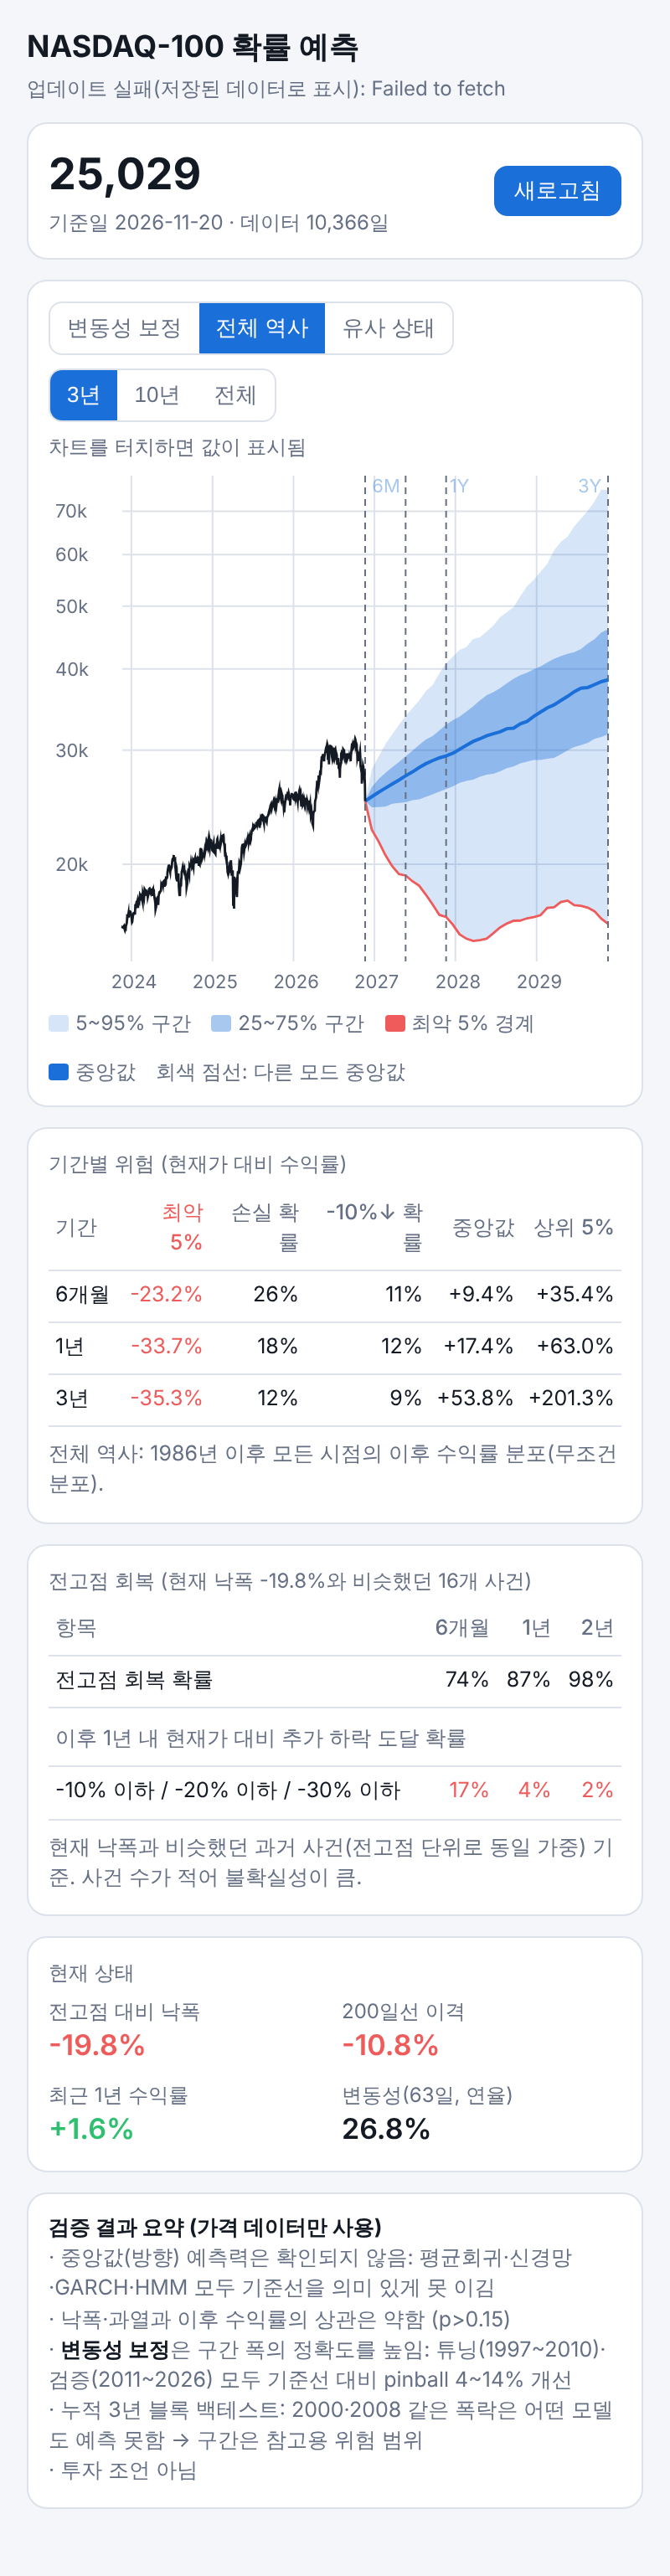 NASDAQ-100 확률 예측
업데이트 실패(저장된 데이터로 표시): Failed to fetch
25,029
기준일 2026-11-20 · 데이터 10,366일
새로고침
변동성 보정 전체 역사 유사 상태
3년 10년 전체
차트를 터치하면 값이 표시됨
6M 1Y 3Y
70k
60k
50k
40k
30k
20k
2024 2025 2026 2027 2028 2029
5~95% 구간 25~75% 구간 최악 5% 경계
중앙값 회색 점선: 다른 모드 중앙값
기간별 위험 (현재가 대비 수익률)
기간 최악 5% 손실 확률 -10%↓ 확률 중앙값 상위 5%
6개월 -23.2% 26% 11% +9.4% +35.4%
1년 -33.7% 18% 12% +17.4% +63.0%
3년 -35.3% 12% 9% +53.8% +201.3%
전체 역사: 1986년 이후 모든 시점의 이후 수익률 분포(무조건
분포).
전고점 회복 (현재 낙폭 -19.8%와 비슷했던 16개 사건)
항목 6개월 1년 2년
전고점 회복 확률 74% 87% 98%
이후 1년 내 현재가 대비 추가 하락 도달 확률
-10% 이하 / -20% 이하 / -30% 이하 17% 4% 2%
현재 낙폭과 비슷했던 과거 사건(전고점 단위로 동일 가중) 기
준. 사건 수가 적어 불확실성이 큼.
현재 상태
전고점 대비 낙폭 200일선 이격
-19.8% -10.8%
최근 1년 수익률 변동성(63일, 연율)
+1.6% 26.8%
검증 결과 요약 (가격 데이터만 사용)
· 중앙값(방향) 예측력은 확인되지 않음: 평균회귀·신경망
·GARCH·HMM 모두 기준선을 의미 있게 못 이김
· 낙폭·과열과 이후 수익률의 상관은 약함 (p>0.15)
· 변동성 보정은 구간 폭의 정확도를 높임: 튜닝(1997~2010)·
검증(2011~2026) 모두 기준선 대비 pinball 4~14% 개선
· 누적 3년 블록 백테스트: 2000·2008 같은 폭락은 어떤 모델
도 예측 못함 → 구간은 참고용 위험 범위
· 투자 조언 아님